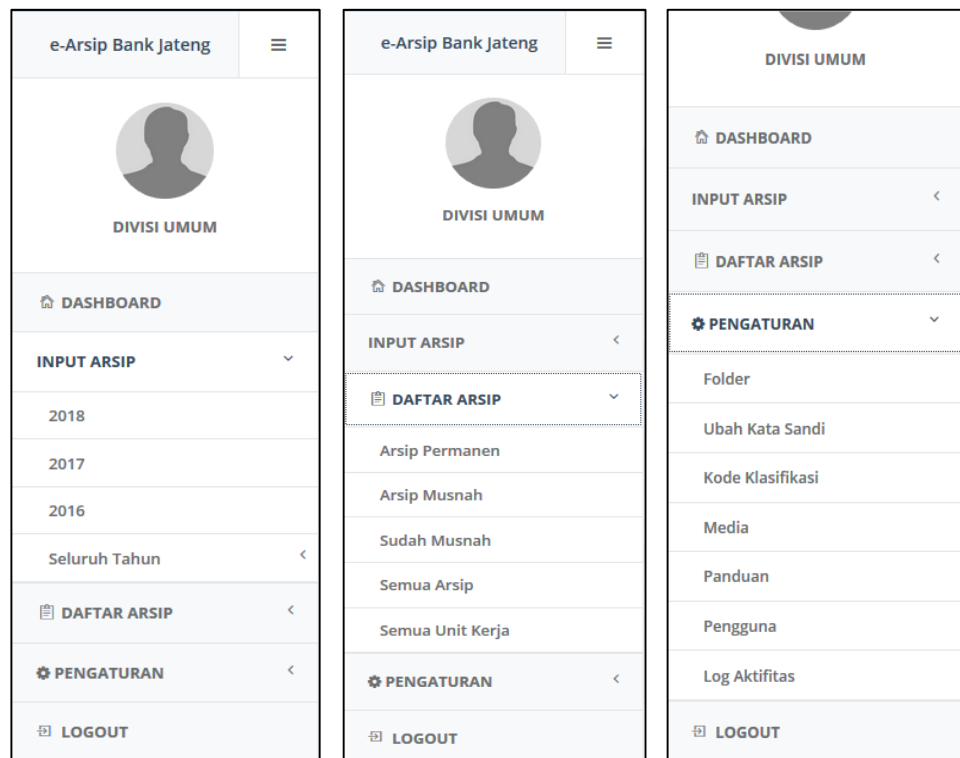 e-Arsip Bank Jateng
DIVISI UMUM
DASHBOARD
INPUT ARSIP
2018
2017
2016
Seluruh Tahun
DAFTAR ARSIP
PENGATURAN
LOGOUT
e-Arsip Bank Jateng
DIVISI UMUM
DASHBOARD
INPUT ARSIP
DAFTAR ARSIP
Arsip Permanen
Arsip Musnah
Sudah Musnah
Semua Arsip
Semua Unit Kerja
PENGATURAN
LOGOUT
DIVISI UMUM
DASHBOARD
INPUT ARSIP
DAFTAR ARSIP
PENGATURAN
Folder
Ubah Kata Sandi
Kode Klasifikasi
Media
Panduan
Pengguna
Log Aktifitas
LOGOUT